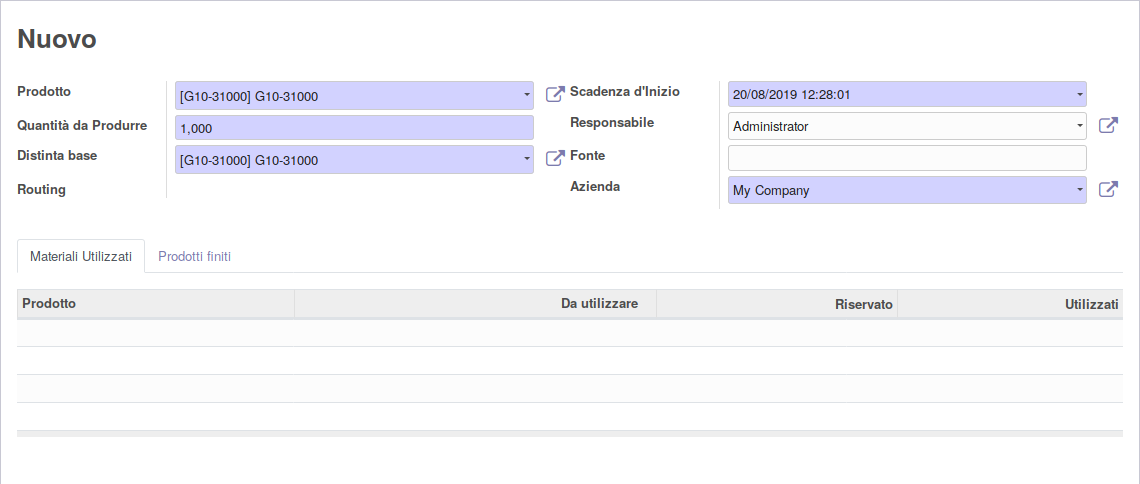 Nuovo
Prodotto [G10-31000] G10-31000 Scadenza d'Inizio 20/08/2019 12:28:01
Quantità da Produrre 1,000 Responsabile Administrator
Distinta base [G10-31000] G10-31000 Fonte
Routing Azienda My Company
Materiali Utilizzati Prodotti finiti
Prodotto Da utilizzare Riservato Utilizzati